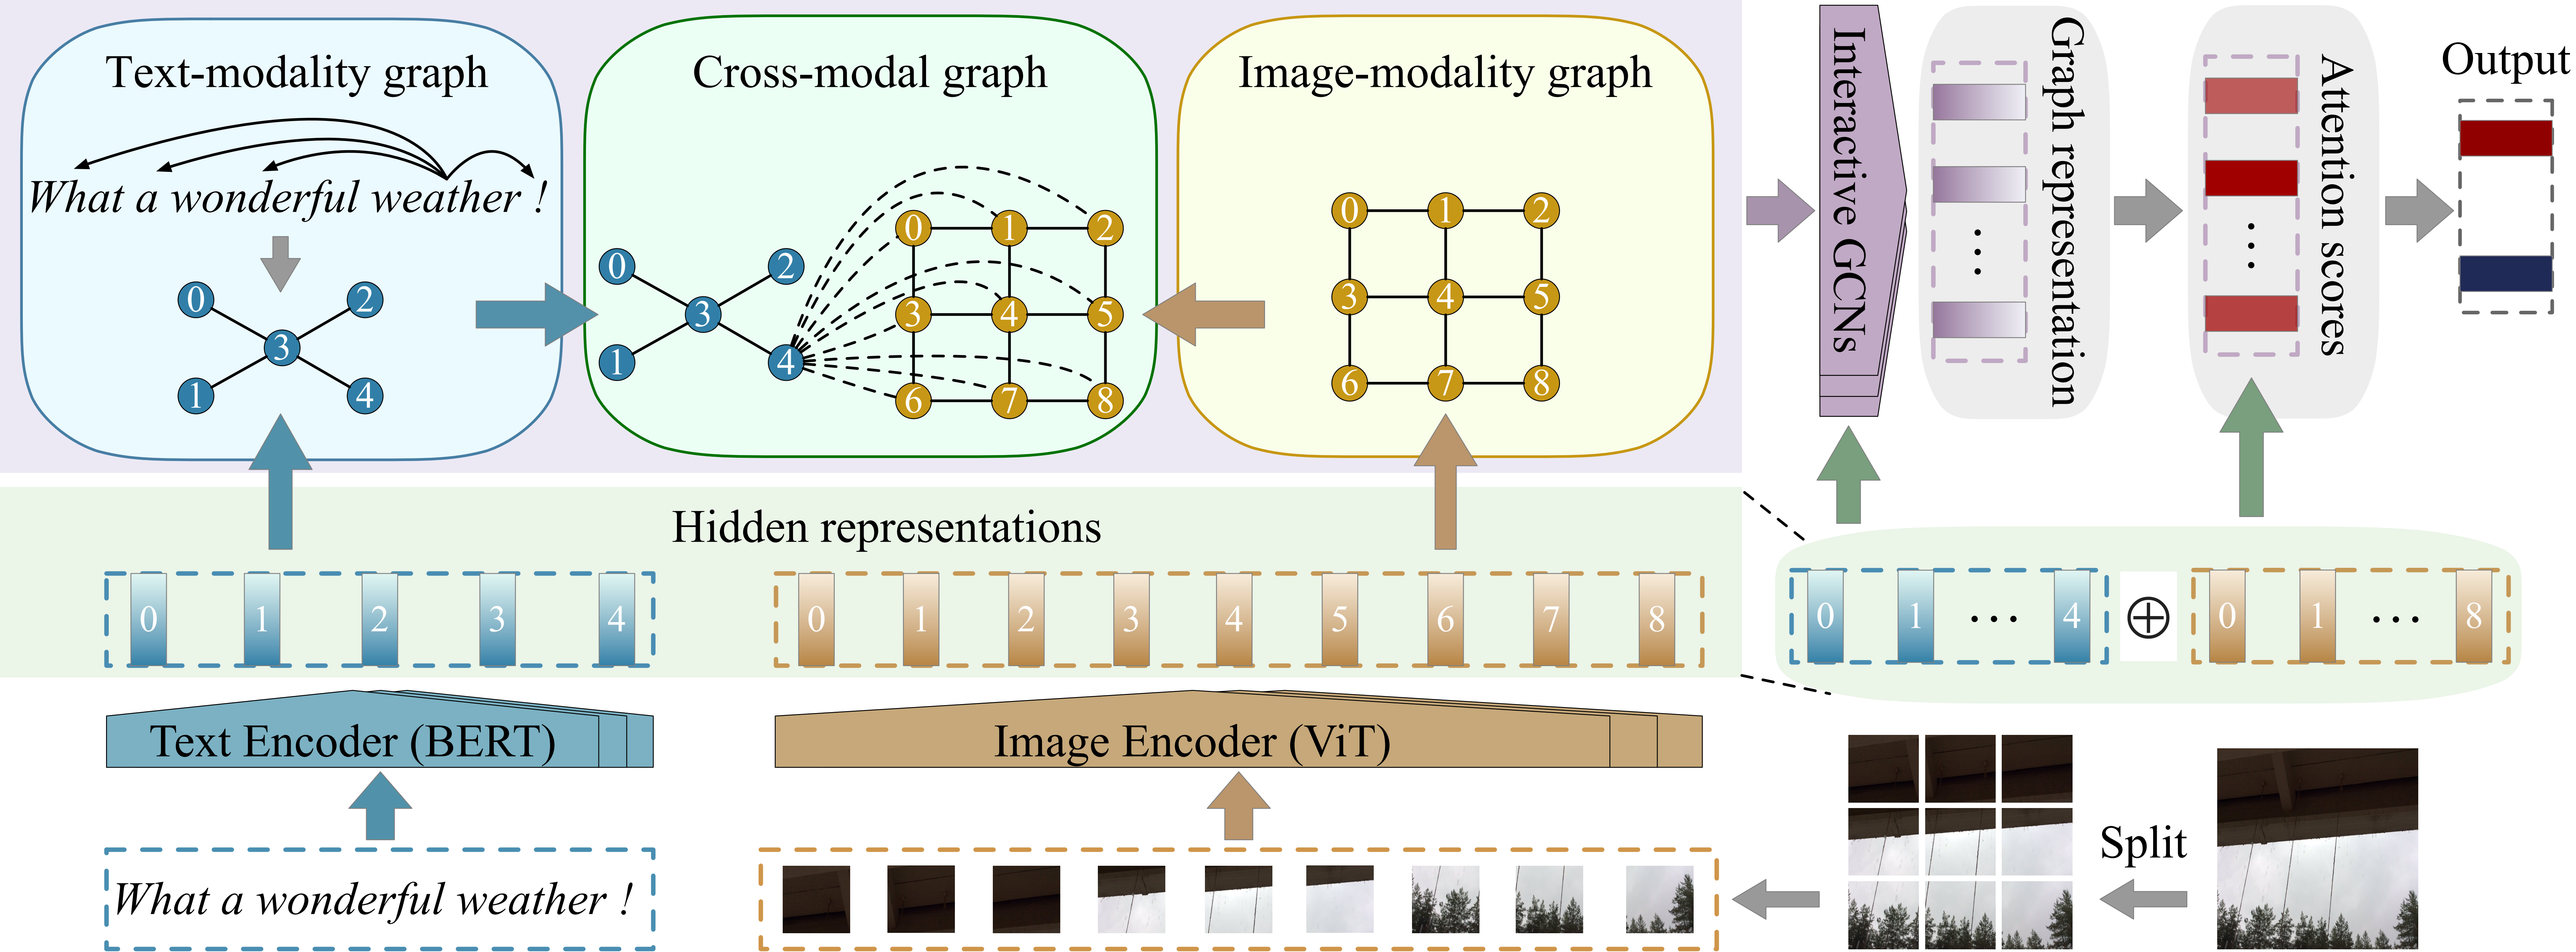 Text-modality graph
What a wonderful weather !
0
2
3
1
4
Cross-modal graph
0
2
3
1
4
0 1 2
3 4 5
6 7 8
Image-modality graph
0 1 2
3 4 5
6 7 8
Interactive GCNs
...
Graph representation
...
Attention scores
Output
Hidden representations
0 1 2 3 4
0 1 2 3 4 5 6 7 8
0 1 ... 4 ⊕ 0 1 ... 8
Text Encoder (BERT)
Image Encoder (ViT)
What a wonderful weather !
Split